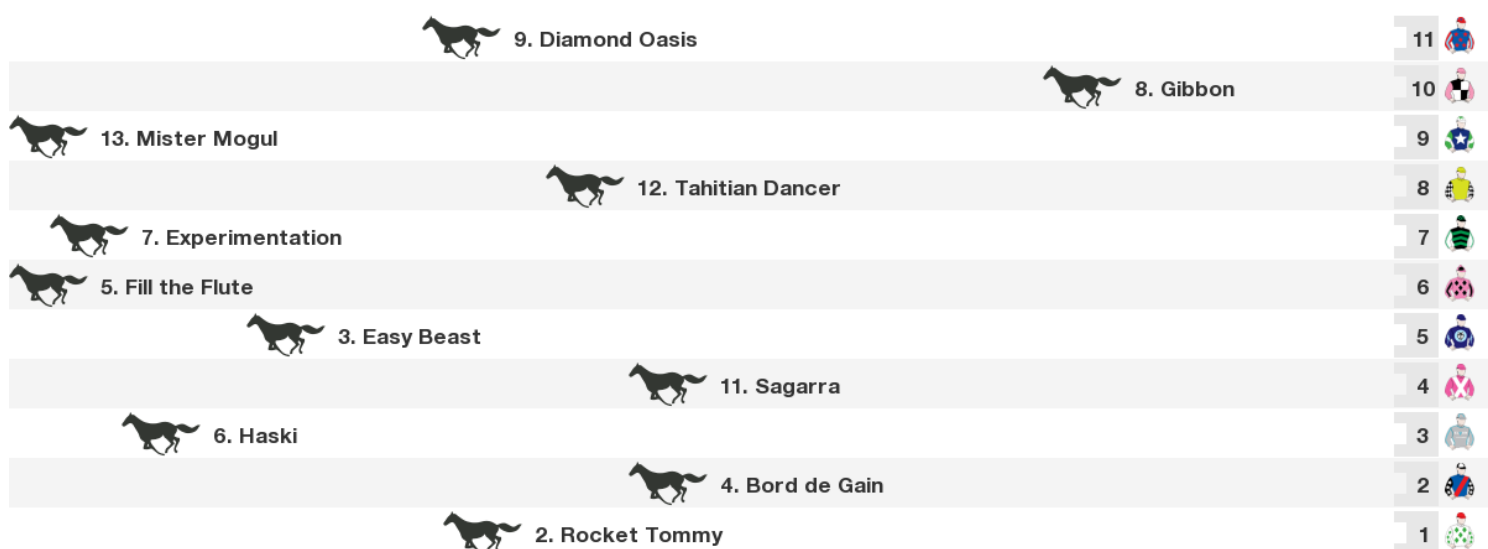 9. Diamond Oasis 11
8. Gibbon 10
13. Mister Mogul 9
12. Tahitian Dancer 8
7. Experimentation 7
5. Fill the Flute 6
3. Easy Beast 5
11. Sagarra 4
6. Haski 3
4. Bord de Gain 2
2. Rocket Tommy 1